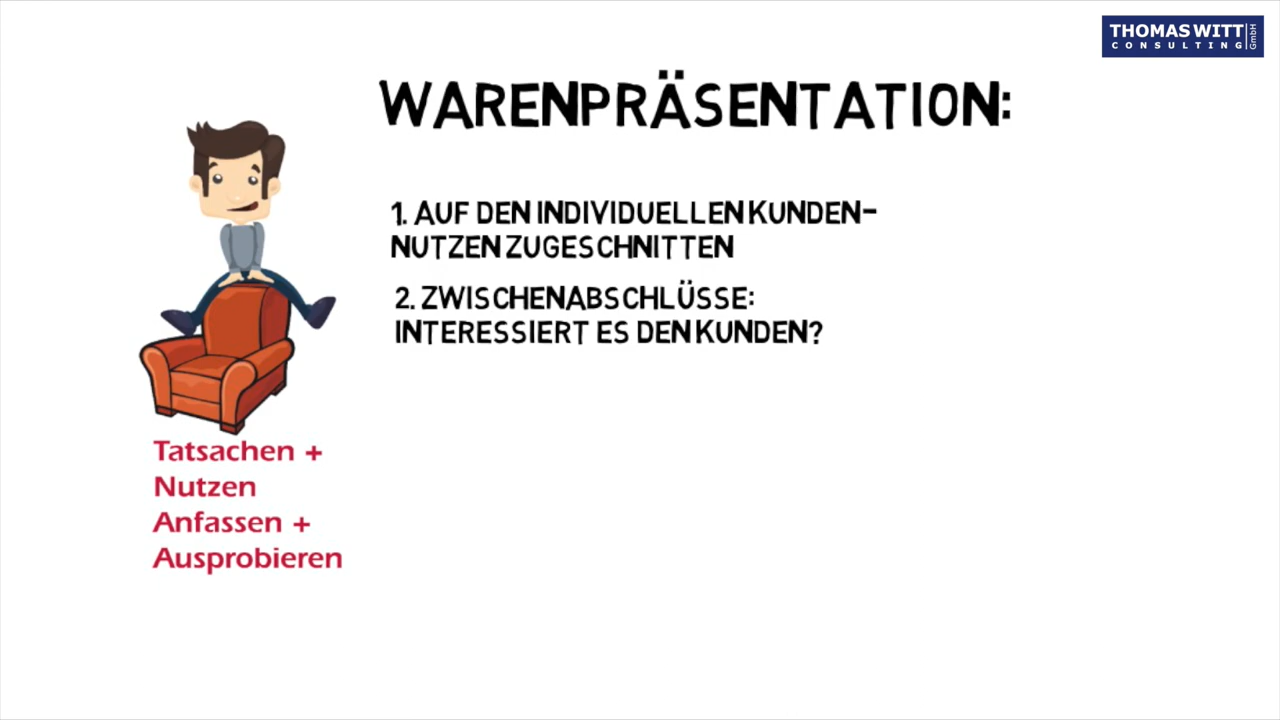 THOMAS WITT GmbH
CONSULTING
WARENPRÄSENTATION:
1. AUF DEN INDIVIDUELLEN KUNDEN-
NUTZEN ZUGESCHNITTEN
2. ZWISCHENABSCHLÜSSE:
INTERESSIERT ES DEN KUNDEN?
Tatsachen +
Nutzen
Anfassen +
Ausprobieren